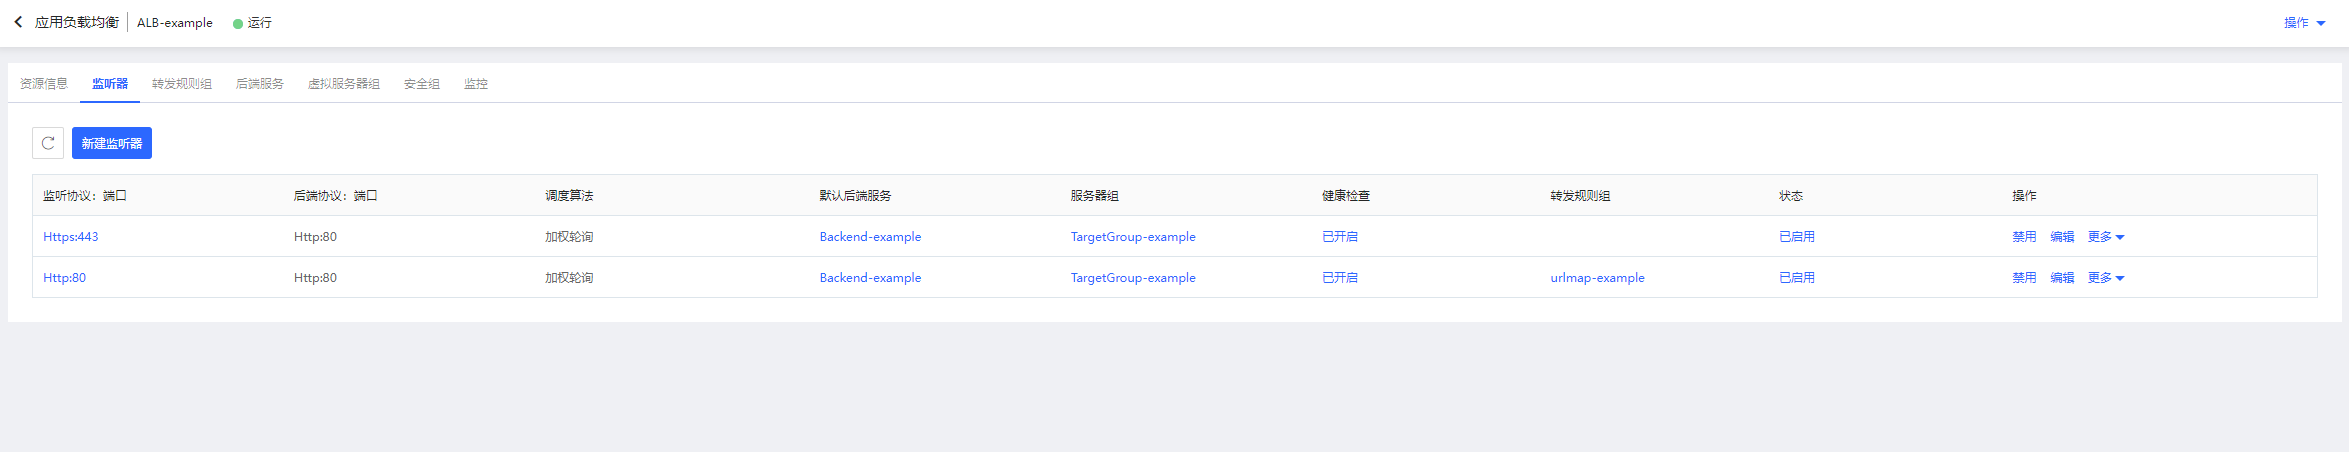 应用负载均衡 ALB-example 运行 操作
资源信息 监听器 转发规则组 后端服务 虚拟服务器组 安全组 监控
新建监听器
监听协议：端口 后端协议：端口 调度算法 默认后端服务 服务器组 健康检查 转发规则组 状态 操作
Https:443 Http:80 加权轮询 Backend-example TargetGroup-example 已开启 已启用 禁用 编辑 更多
Http:80 Http:80 加权轮询 Backend-example TargetGroup-example 已开启 urlmap-example 已启用 禁用 编辑 更多